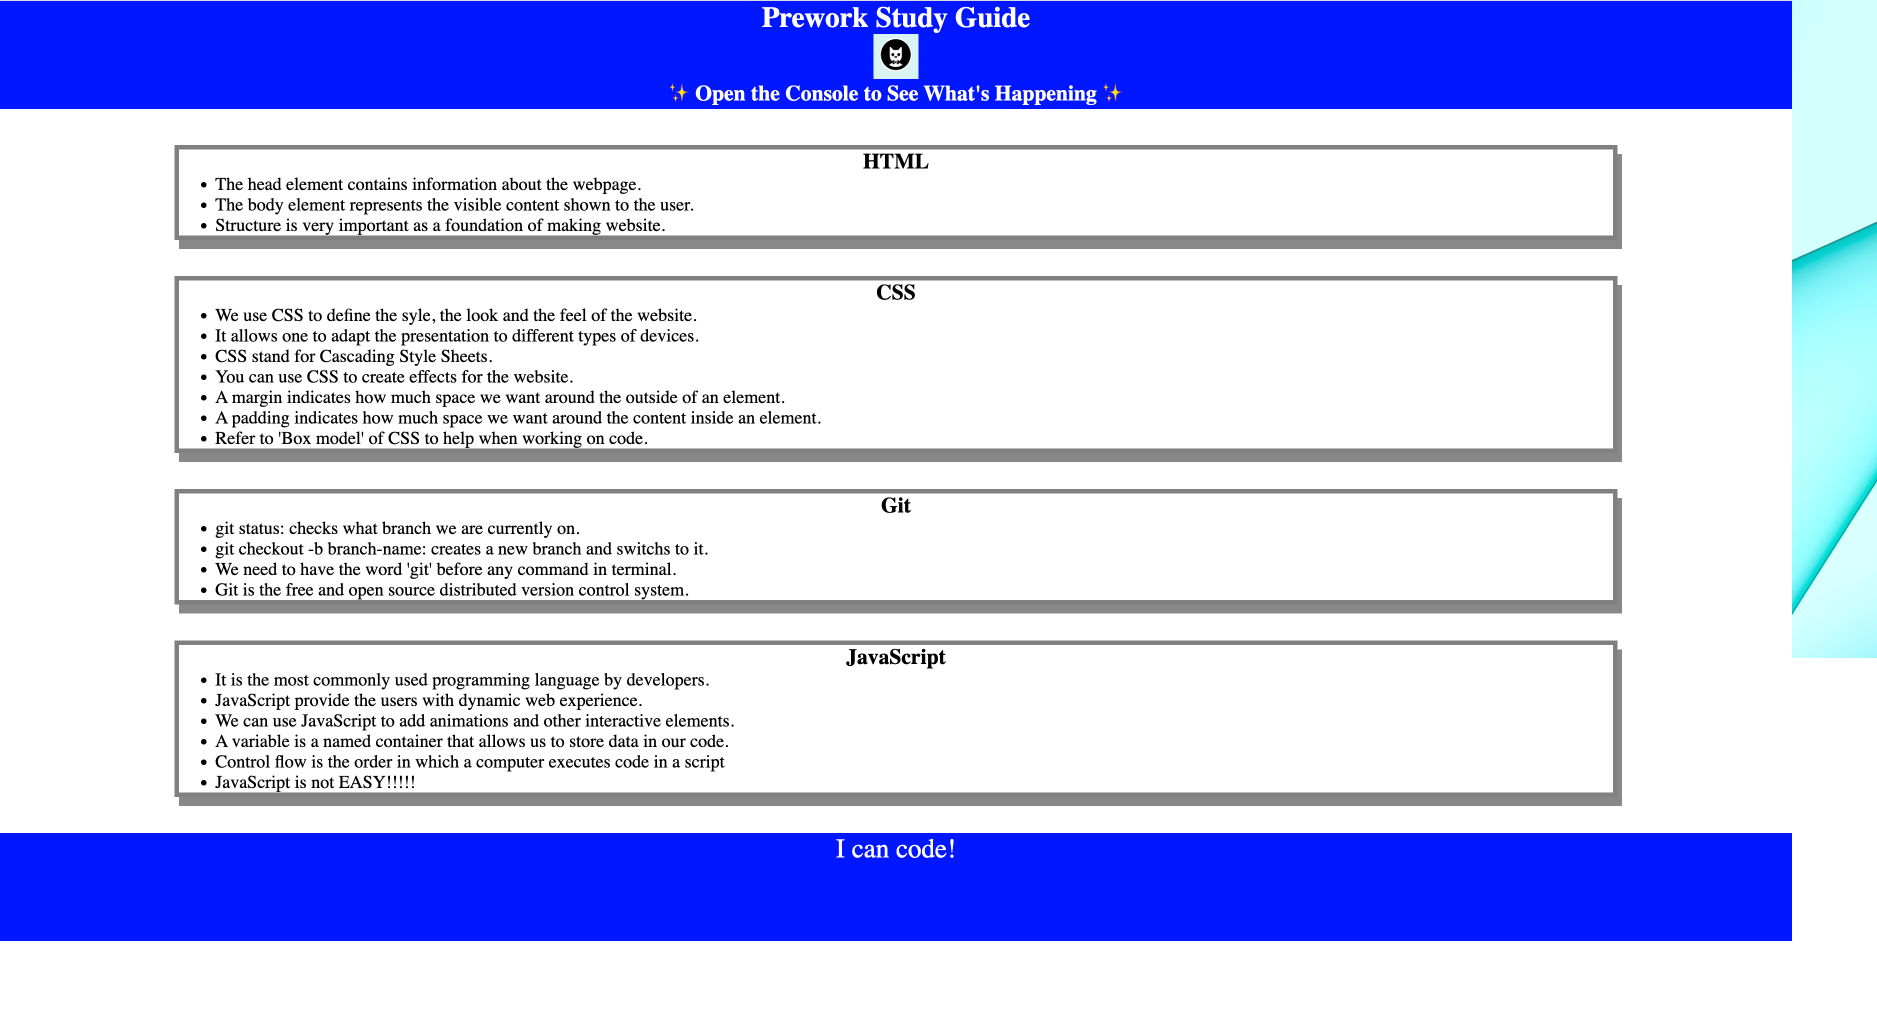 Prework Study Guide
✨ Open the Console to See What's Happening ✨
HTML
• The head element contains information about the webpage.
• The body element represents the visible content shown to the user.
• Structure is very important as a foundation of making website.
CSS
• We use CSS to define the syle, the look and the feel of the website.
• It allows one to adapt the presentation to different types of devices.
• CSS stand for Cascading Style Sheets.
• You can use CSS to create effects for the website.
• A margin indicates how much space we want around the outside of an element.
• A padding indicates how much space we want around the content inside an element.
• Refer to 'Box model' of CSS to help when working on code.
Git
• git status: checks what branch we are currently on.
• git checkout -b branch-name: creates a new branch and switchs to it.
• We need to have the word 'git' before any command in terminal.
• Git is the free and open source distributed version control system.
JavaScript
• It is the most commonly used programming language by developers.
• JavaScript provide the users with dynamic web experience.
• We can use JavaScript to add animations and other interactive elements.
• A variable is a named container that allows us to store data in our code.
• Control flow is the order in which a computer executes code in a script
• JavaScript is not EASY!!!!!
I can code!